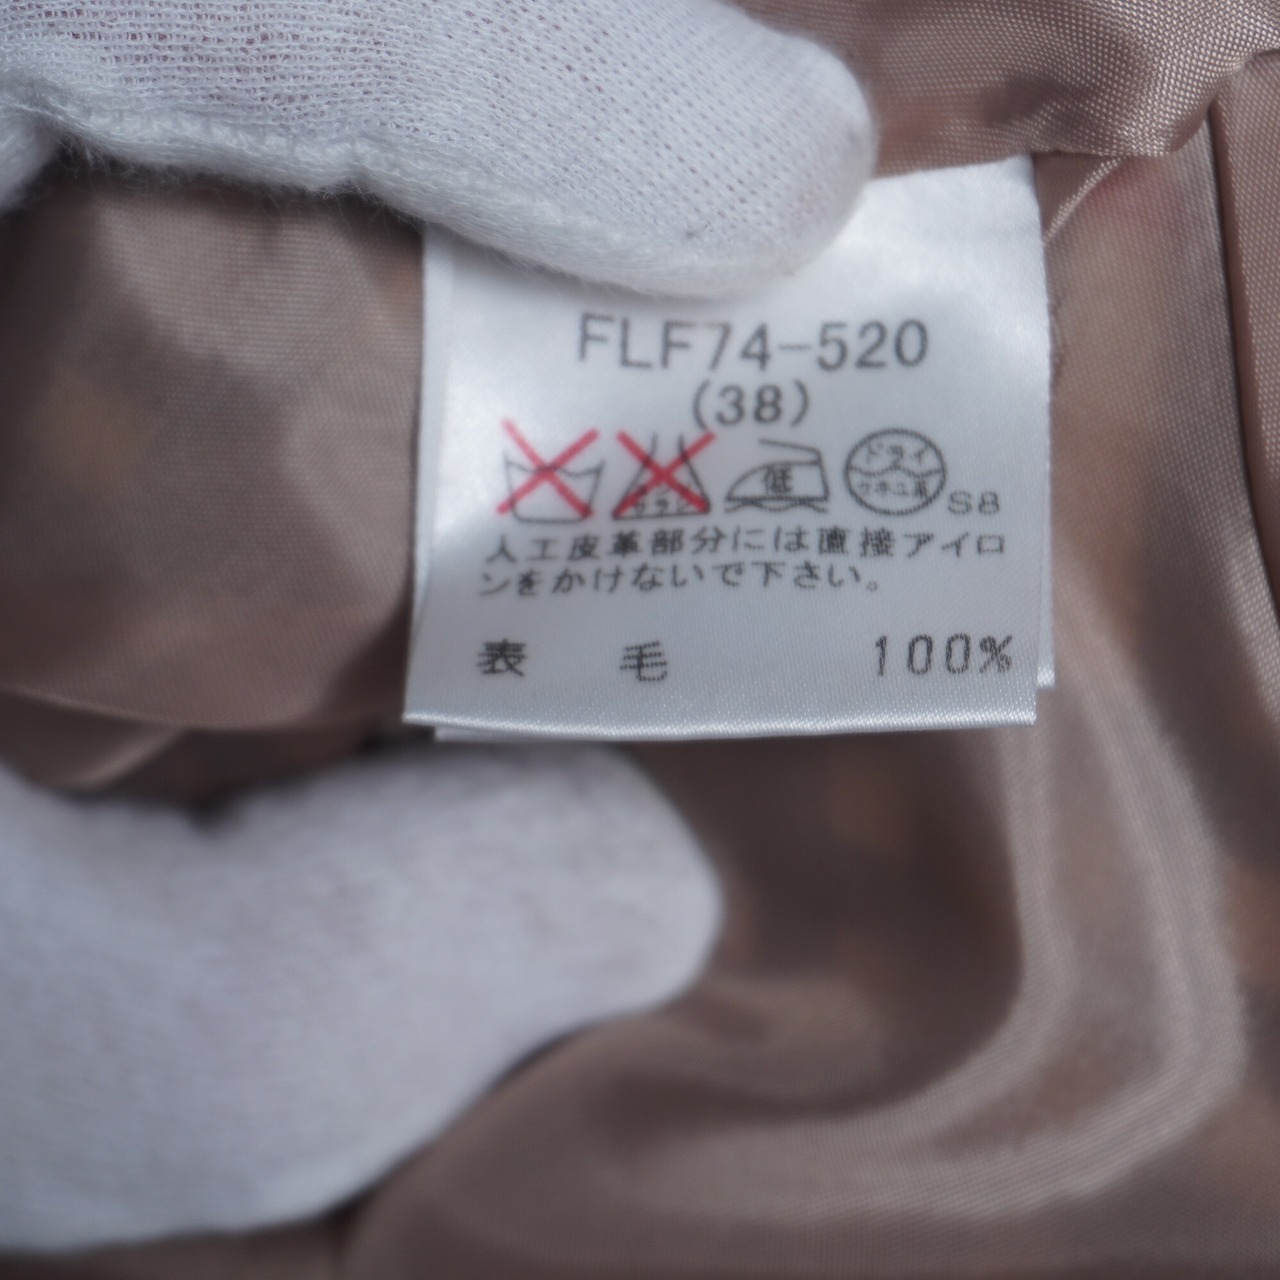 FLF74-520
(38)
低 ドライ S8
人工皮革部分には直接アイロ
ンをかけないで下さい。
表 毛 100%